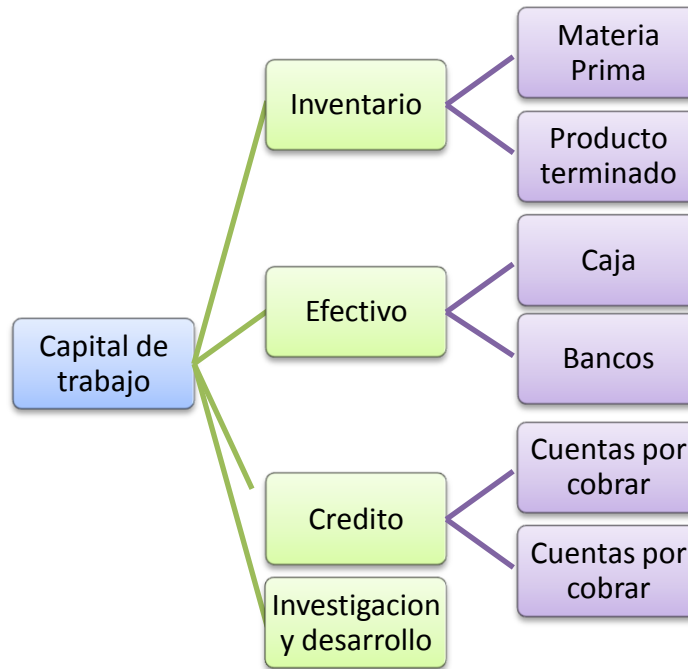 Capital de
trabajo
Inventario
Materia
Prima
Producto
terminado
Efectivo
Caja
Bancos
Credito
Cuentas por
cobrar
Cuentas por
cobrar
Investigacion
y desarrollo